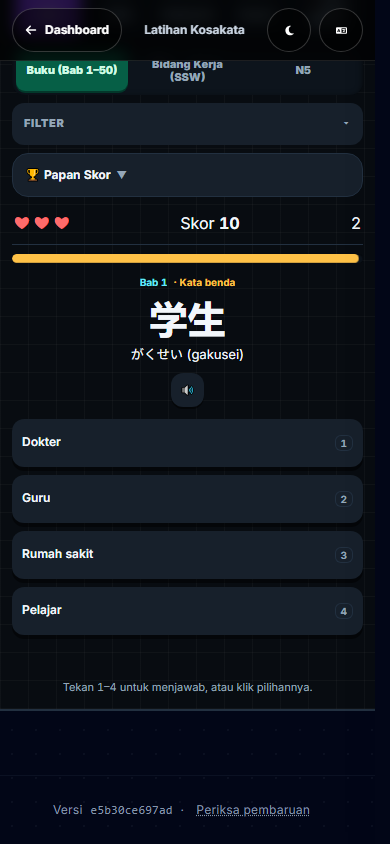 ← Dashboard
Latihan Kosakata
Buku (Bab 1–50)
Bidang Kerja
(SSW)
N5
FILTER
🏆 Papan Skor ▼
Skor 10
2
Bab 1 · Kata benda
学生
がくせい (gakusei)
Dokter 1
Guru 2
Rumah sakit 3
Pelajar 4
Tekan 1–4 untuk menjawab, atau klik pilihannya.
Versi e5b30ce697ad · Periksa pembaruan